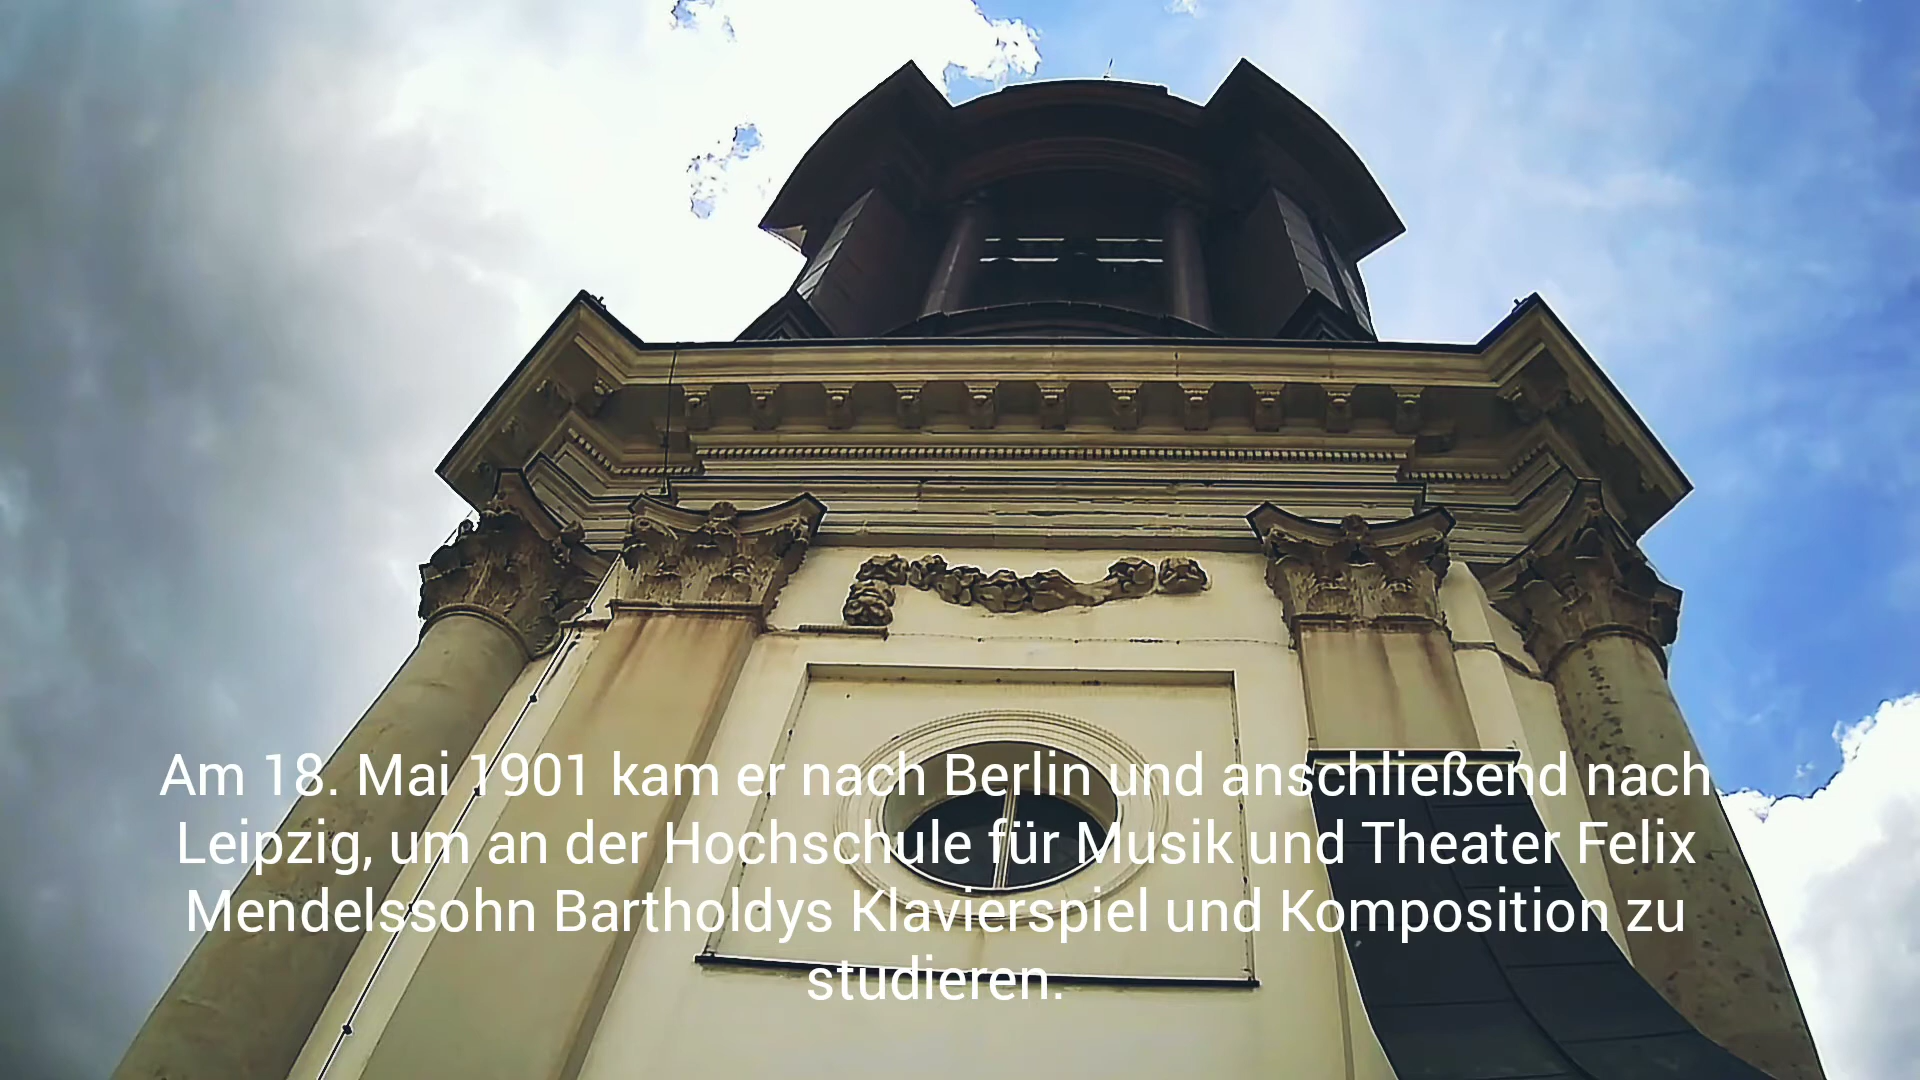 Am 18. Mai 1901 kam er nach Berlin und anschließend nach
Leipzig, um an der Hochschule für Musik und Theater Felix
Mendelssohn Bartholdys Klavierspiel und Komposition zu
studieren.